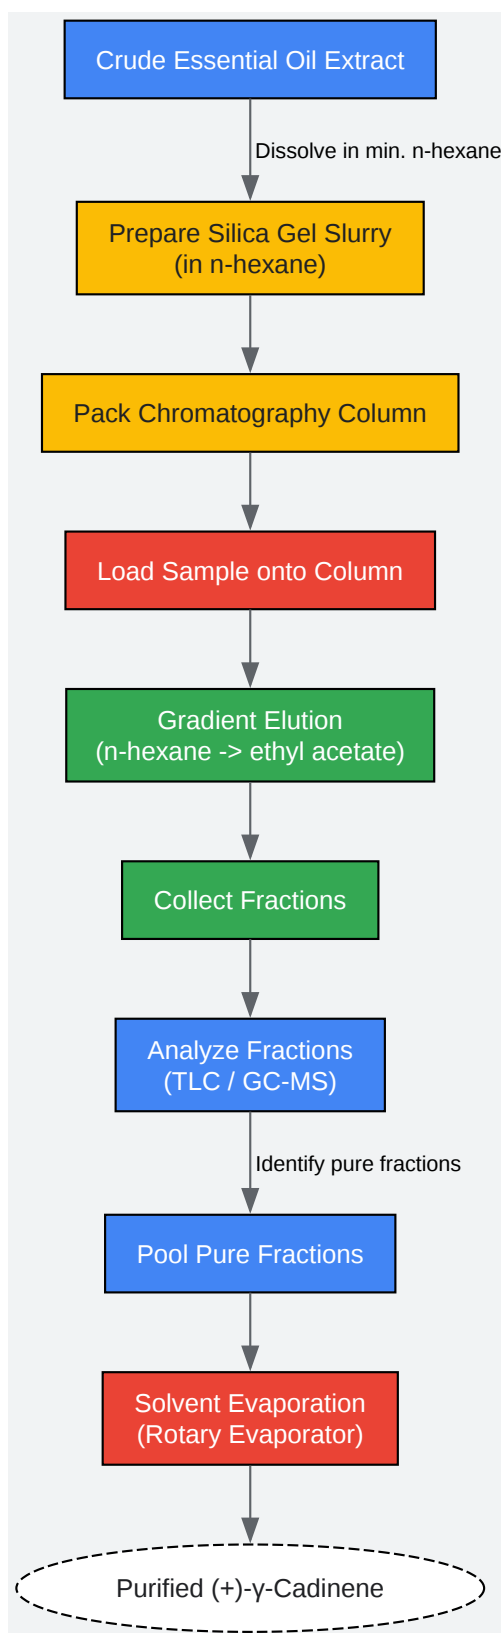 Crude Essential Oil Extract
Dissolve in min. n-hexane
Prepare Silica Gel Slurry
(in n-hexane)
Pack Chromatography Column
Load Sample onto Column
Gradient Elution
(n-hexane -> ethyl acetate)
Collect Fractions
Analyze Fractions
(TLC / GC-MS)
Identify pure fractions
Pool Pure Fractions
Solvent Evaporation
(Rotary Evaporator)
Purified (+)-γ-Cadinene